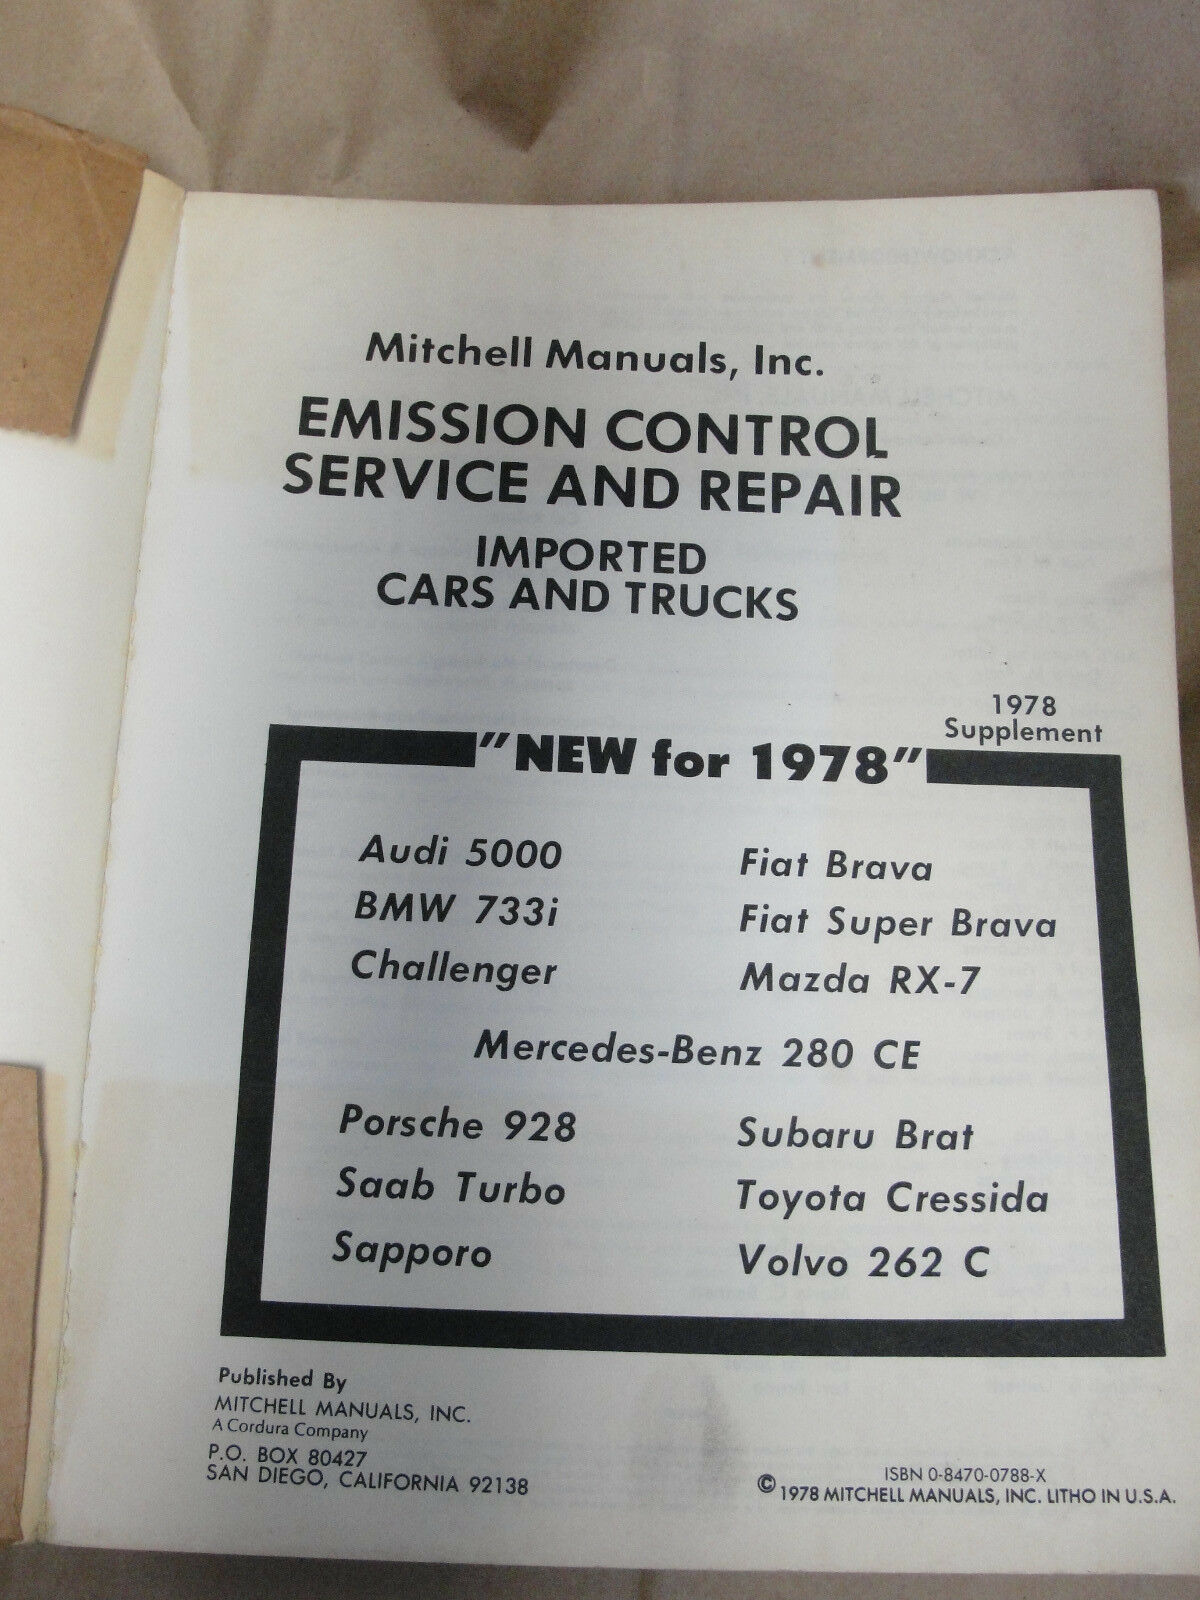 Mitchell Manuals, Inc.
EMISSION CONTROL
SERVICE AND REPAIR
IMPORTED
CARS AND TRUCKS
1978
Supplement
"NEW for 1978"
Audi 5000
Fiat Brava
BMW 733i
Fiat Super Brava
Challenger
Mazda RX-7
Mercedes-Benz 280 CE
Porsche 928
Subaru Brat
Saab Turbo
Toyota Cressida
Sapporo
Volvo 262 C
Published By
MITCHELL MANUALS, INC.
A Cordura Company
P.O. BOX 80427
SAN DIEGO, CALIFORNIA 92138
ISBN 0-8470-0788-X
© 1978 MITCHELL MANUALS, INC. LITHO IN U.S.A.